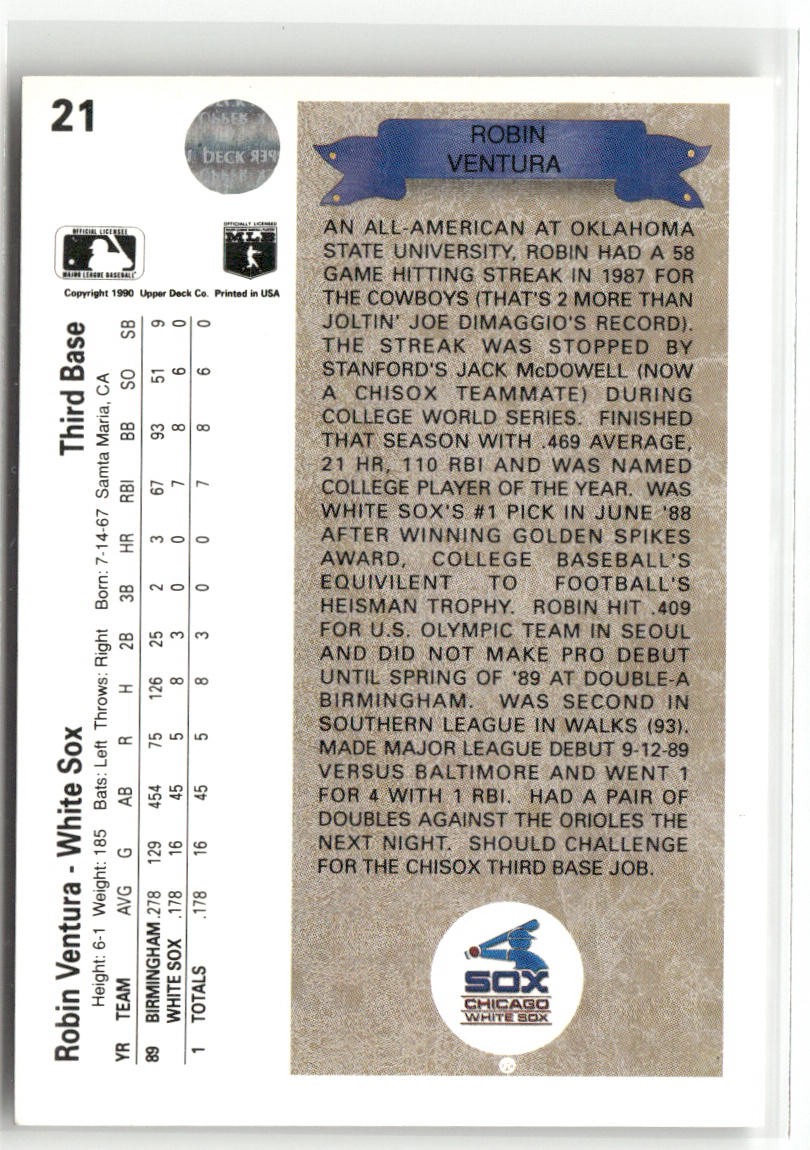 21
DECK
OFFICIAL LICENSEE
MAJOR LEAGUE BASEBALL
OFFICIALLY LICENSED
MLB
Copyright 1990 Upper Deck Co. Printed in USA
Robin Ventura - White Sox Third Base
Height: 6-1 Weight: 185 Bats: Left Throws: Right Born: 7-14-67 Samta Maria, CA
YR TEAM AVG G AB R H 2B 3B HR RBI BB SO SB
89 BIRMINGHAM .278 129 454 75 126 25 2 3 67 93 51 9
WHITE SOX .178 16 45 5 8 3 0 0 7 8 6 0
1 TOTALS .178 16 45 5 8 3 0 0 7 8 6 0
ROBIN
VENTURA
AN ALL-AMERICAN AT OKLAHOMA
STATE UNIVERSITY, ROBIN HAD A 58
GAME HITTING STREAK IN 1987 FOR
THE COWBOYS (THAT'S 2 MORE THAN
JOLTIN' JOE DIMAGGIO'S RECORD).
THE STREAK WAS STOPPED BY
STANFORD'S JACK McDOWELL (NOW
A CHISOX TEAMMATE) DURING
COLLEGE WORLD SERIES. FINISHED
THAT SEASON WITH .469 AVERAGE,
21 HR, 110 RBI AND WAS NAMED
COLLEGE PLAYER OF THE YEAR. WAS
WHITE SOX'S #1 PICK IN JUNE '88
AFTER WINNING GOLDEN SPIKES
AWARD, COLLEGE BASEBALL'S
EQUIVILENT TO FOOTBALL'S
HEISMAN TROPHY. ROBIN HIT .409
FOR U.S. OLYMPIC TEAM IN SEOUL
AND DID NOT MAKE PRO DEBUT
UNTIL SPRING OF '89 AT DOUBLE-A
BIRMINGHAM. WAS SECOND IN
SOUTHERN LEAGUE IN WALKS (93).
MADE MAJOR LEAGUE DEBUT 9-12-89
VERSUS BALTIMORE AND WENT 1
FOR 4 WITH 1 RBI. HAD A PAIR OF
DOUBLES AGAINST THE ORIOLES THE
NEXT NIGHT. SHOULD CHALLENGE
FOR THE CHISOX THIRD BASE JOB.
SOX
CHICAGO
WHITE SOX